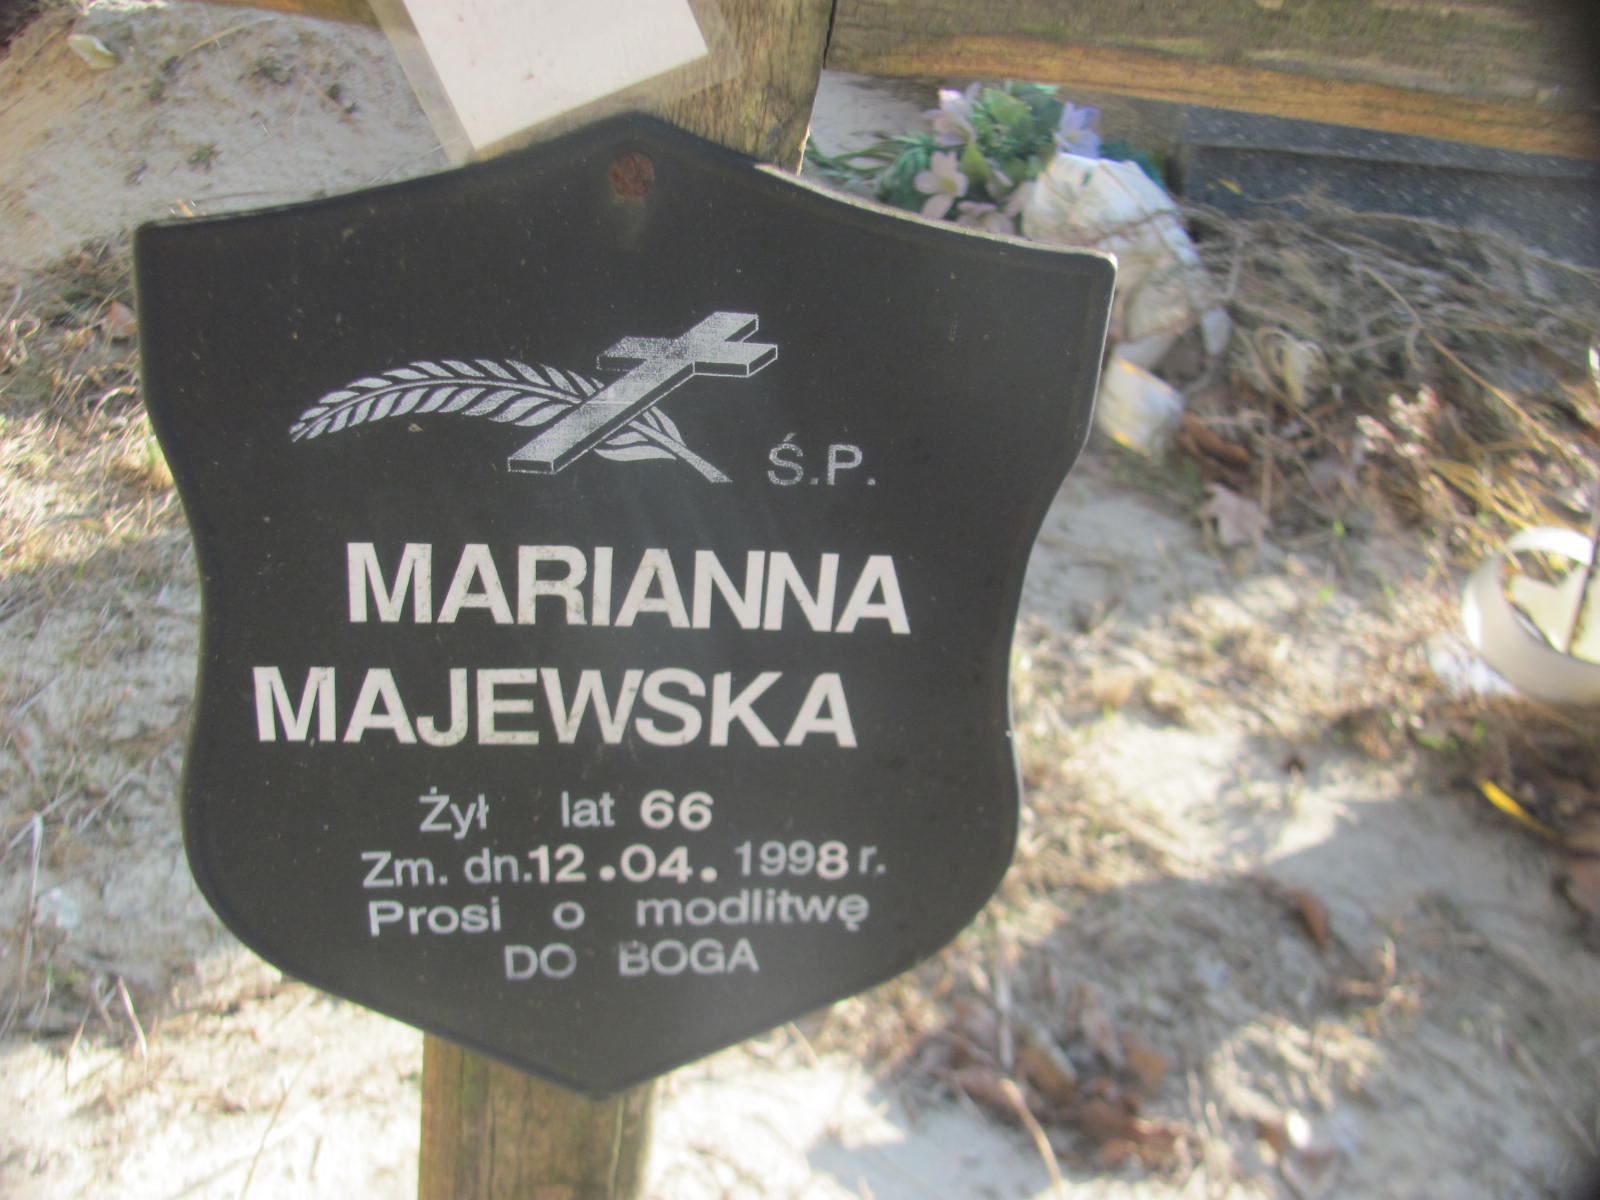 Ś.P.
MARIANNA
MAJEWSKA
Żył lat 66
Zm. dn. 12.04. 1998 r.
Prosi o modlitwę
DO BOGA